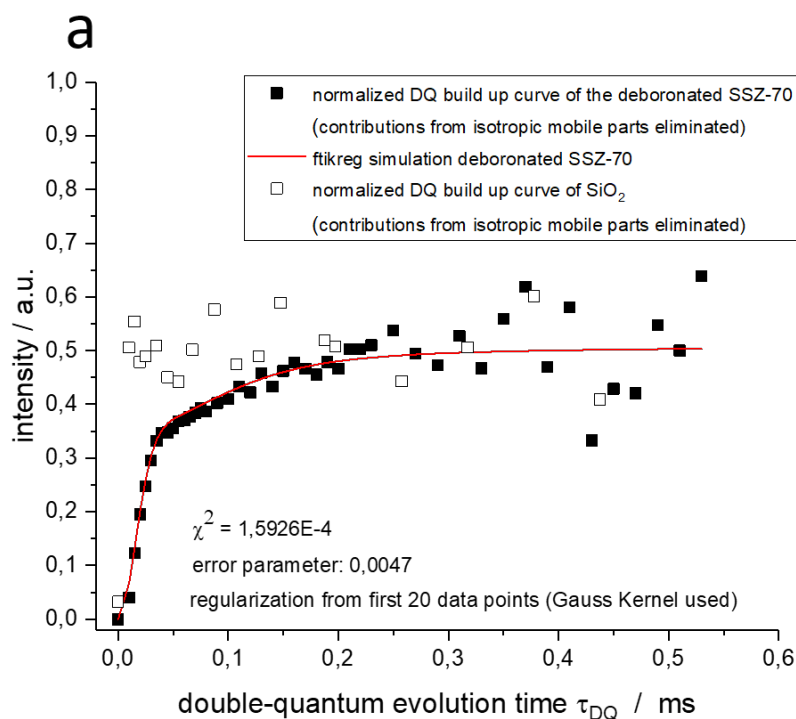 a
normalized DQ build up curve of the deboronated SSZ-70
(contributions from isotropic mobile parts eliminated)
ftikreg simulation deboronated SSZ-70
normalized DQ build up curve of SiO₂
(contributions from isotropic mobile parts eliminated)
1,0
0,9
0,8
0,7
0,6
0,5
0,4
0,3
0,2
0,1
0,0
intensity / a.u.
χ² = 1,5926E-4
error parameter: 0,0047
regularization from first 20 data points (Gauss Kernel used)
0,0 0,1 0,2 0,3 0,4 0,5 0,6
double-quantum evolution time τDQ / ms